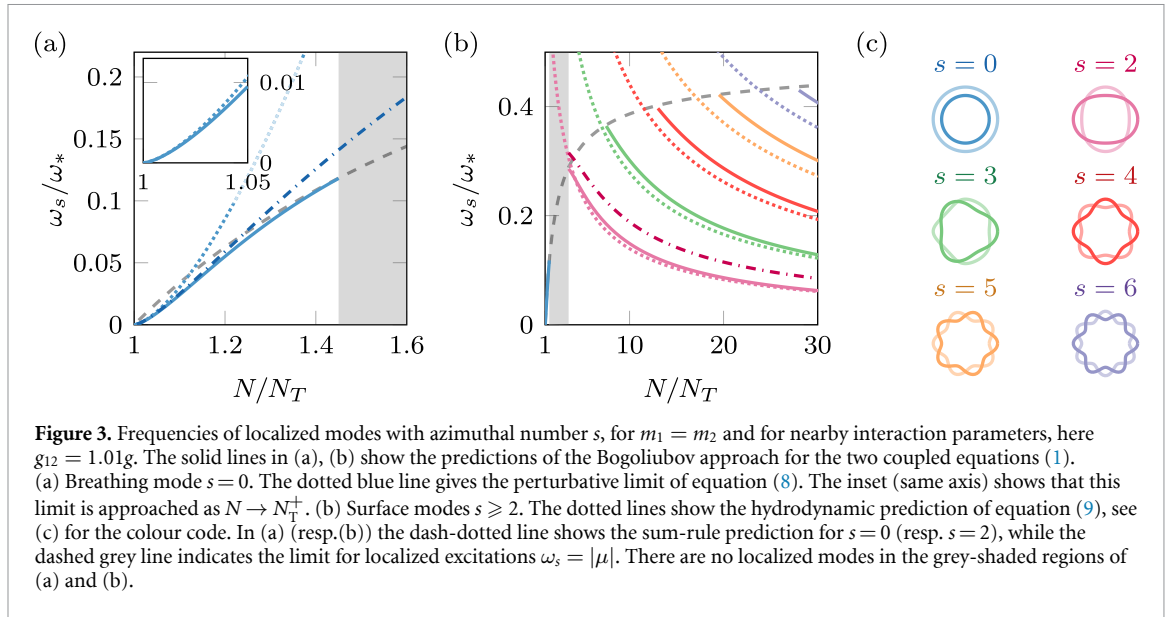 (a)
(b)
(c)
ω_s/ω_*
0.2
0.15
0.1
0.05
0
0.01
0
1
1.05
1
1.2
1.4
1.6
N/N_T
ω_s/ω_*
0.4
0.2
0
1
10
20
30
N/N_T
s = 0
s = 2
s = 3
s = 4
s = 5
s = 6
Figure 3. Frequencies of localized modes with azimuthal number s, for m₁ = m₂ and for nearby interaction parameters, here
g₁₂ = 1.01g. The solid lines in (a), (b) show the predictions of the Bogoliubov approach for the two coupled equations (1).
(a) Breathing mode s = 0. The dotted blue line gives the perturbative limit of equation (8). The inset (same axis) shows that this
limit is approached as N → N_T^+. (b) Surface modes s ⩾ 2. The dotted lines show the hydrodynamic prediction of equation (9), see
(c) for the colour code. In (a) (resp.(b)) the dash-dotted line shows the sum-rule prediction for s = 0 (resp. s = 2), while the
dashed grey line indicates the limit for localized excitations ω_s = |μ|. There are no localized modes in the grey-shaded regions of
(a) and (b).